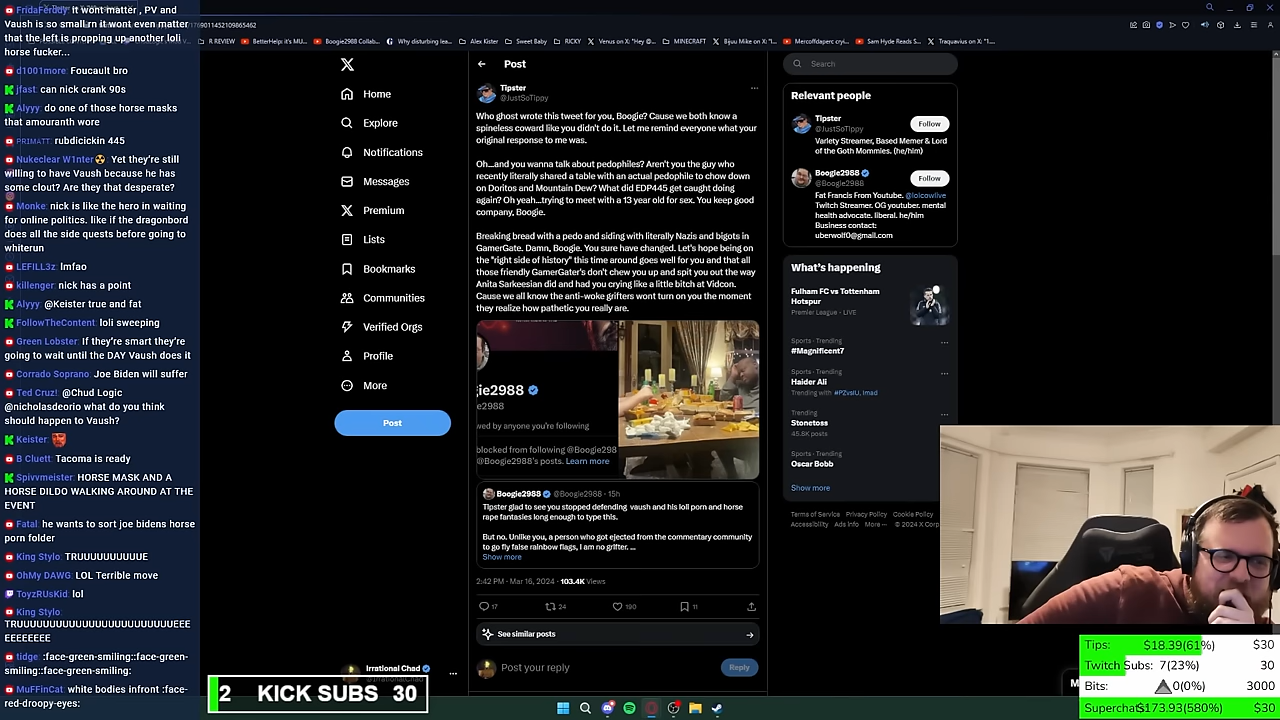 FridaFerddy: It wont matter , PV and
Vaush is so smallrn it wont even matter
that the left is propping up another loli
horse fucker...
d1001more: Foucault bro
jfast: can nick crank 90s
Alyyy: do one of those horse masks
that amouranth wore
PRIMATT: rubdicickin 445
Nukeclear W1nter Yet they're still
willing to have Vaush because he has
some clout? Are they out of their
Monke: nick is like the dragonborn waiting
for online politics. like if the dragonbord
does all the side quests before going to
whiterun
LEFILL3z: lmfao
killenger: nick has a point
Alyyy: @Keister true and fat
FollowTheContent: loli sweeping
Green Lobster: If they're smart they're
going to wait until after Vaush does it
Corrado Soprano: Joe Biden will suffer
Ted Cruz!: @Chud Logic
@nicholasdeorio what do you think
should happen to Vaush?
Keister
B Cluett: Tacoma is ready
Spivvmeister: HORSE MASK AND A
HORSE DILDO WALKING AROUND AT THE
EVENT
Fatal: he wants to get joe bidens horse
porn folder
King Stylo: TRUUUUUUUUUE
OhMy DAWG: LOL Terrible move
ToyzRUsKid: lol
King Stylo:
tidge: :face-green-smiling::face-green-
smiling::face-green-smiling:
MuFFinCat: while eating a
red-droopy-eyes:
1769011452109865462
R REVIEW
BetterHelp: it's MU...
Boogie2988 Collab...
Why disturbing lea...
Alex Kister
Sweet Baby
RICKY
Venus on X: "Hey @...
MINECRAFT
Bijuu Mike on X: "I...
Mercoffdaperc cryi...
Sam Hyde Reads S...
Traquavius on X: "1....
Home
Explore
Notifications
Messages
Premium
Lists
Bookmarks
Communities
Verified Orgs
Profile
More
Post
Irrational Chad
2 KICK SUBS 30
Post
Tipster
@JustSoTippy
Who ghost wrote this tweet for you, Boogie? Cause we both know a
spineless coward like you didn't do it. Let me remind everyone what your
original response to me was.
Oh...and you wanna talk about pedophiles? Aren't you the guy who
recently literally shared a table with an actual pedophile to chow down
on Doritos and Mountain Dew? What did EDP445 get caught doing
again? Oh yeah...trying to meet with a 13 year old for sex. You keep good
company, Boogie.
Breaking bread with a pedo and siding with literally Nazis and bigots in
GamerGate. Damn, Boogie. You sure have changed. Let's hope being on
the "right side of history" this time around goes well for you and that all
those friendly GamerGater's don't chew you up and spit you out the way
Anita Sarkeesian did and had you crying like a little bitch at Vidcon.
Cause we all know the anti-woke grifters wont turn on you the moment
they realize how pathetic you really are.
gie2988
e2988
wed by anyone you're following
blocked from following @Boogie298
@Boogie2988's posts. Learn more
Boogie2988 @Boogie2988 · 15h
Tipster glad to see you stopped defending vaush and his loli porn and horse
rape fantasies long enough to type this.
But no. Unlike you, a person who got ejected from the commentary community
to go fly false rainbow flags, I am no grifter. ...
Show more
2:42 PM · Mar 16, 2024 · 103.4K Views
17 24 190 11
See similar posts
Post your reply
Reply
Search
Relevant people
Tipster
@JustSoTippy
Follow
Variety Streamer, Based Memer & Lord
of the Goth Mommies. (he/him)
Boogie2988
@Boogie2988
Follow
Fat Francis From Youtube. @lolcowlive
Twitch Streamer. OG youtuber. mental
health advocate. liberal. he/him
Business contact:
uberwolf0@gmail.com
What's happening
Fulham FC vs Tottenham
Hotspur
Premier League · LIVE
Sports · Trending
#Magnificent7
Sports · Trending
Haider Ali
Trending with #PZvsIU, Imad
Trending
Stonetoss
45.8K posts
Sports · Trending
Oscar Bobb
Show more
Terms of Service Privacy Policy Cookie Policy
Accessibility Ads info More ··· © 2024 X Corp
Tips: $18.39(61%) $30
Twitch Subs: 7(23%) 30
Bits: 0(0%) 3000
Superchats $173.93(580%) $30